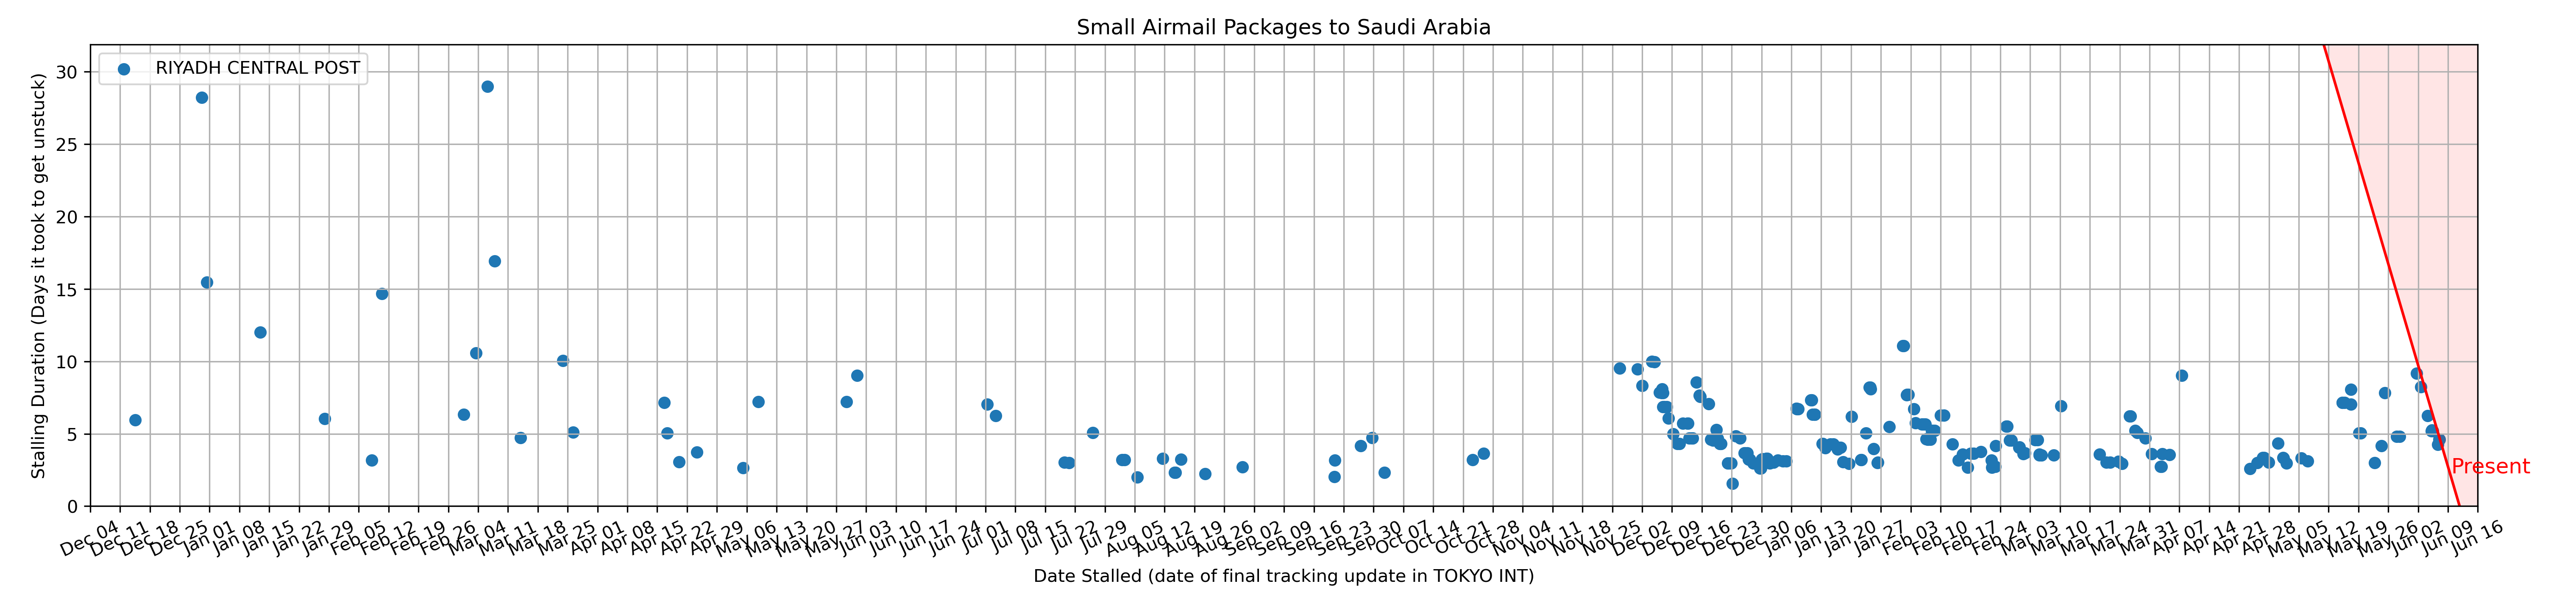 Small Airmail Packages to Saudi Arabia
RIYADH CENTRAL POST
Stalling Duration (Days it took to get unstuck)
30
25
20
15
10
5
0
Present
Dec 04
Dec 11
Dec 18
Dec 25
Jan 01
Jan 08
Jan 15
Jan 22
Jan 29
Feb 05
Feb 12
Feb 19
Feb 26
Mar 04
Mar 11
Mar 18
Mar 25
Apr 01
Apr 08
Apr 15
Apr 22
Apr 29
May 06
May 13
May 20
May 27
Jun 03
Jun 10
Jun 17
Jun 24
Jul 01
Jul 08
Jul 15
Jul 22
Jul 29
Aug 05
Aug 12
Aug 19
Aug 26
Sep 02
Sep 09
Sep 16
Sep 23
Sep 30
Oct 07
Oct 14
Oct 21
Oct 28
Nov 04
Nov 11
Nov 18
Nov 25
Dec 02
Dec 09
Dec 16
Dec 23
Dec 30
Jan 06
Jan 13
Jan 20
Jan 27
Feb 03
Feb 10
Feb 17
Feb 24
Mar 03
Mar 10
Mar 17
Mar 24
Mar 31
Apr 07
Apr 14
Apr 21
Apr 28
May 05
May 12
May 19
May 26
Jun 02
Jun 09
Jun 16
Date Stalled (date of final tracking update in TOKYO INT)